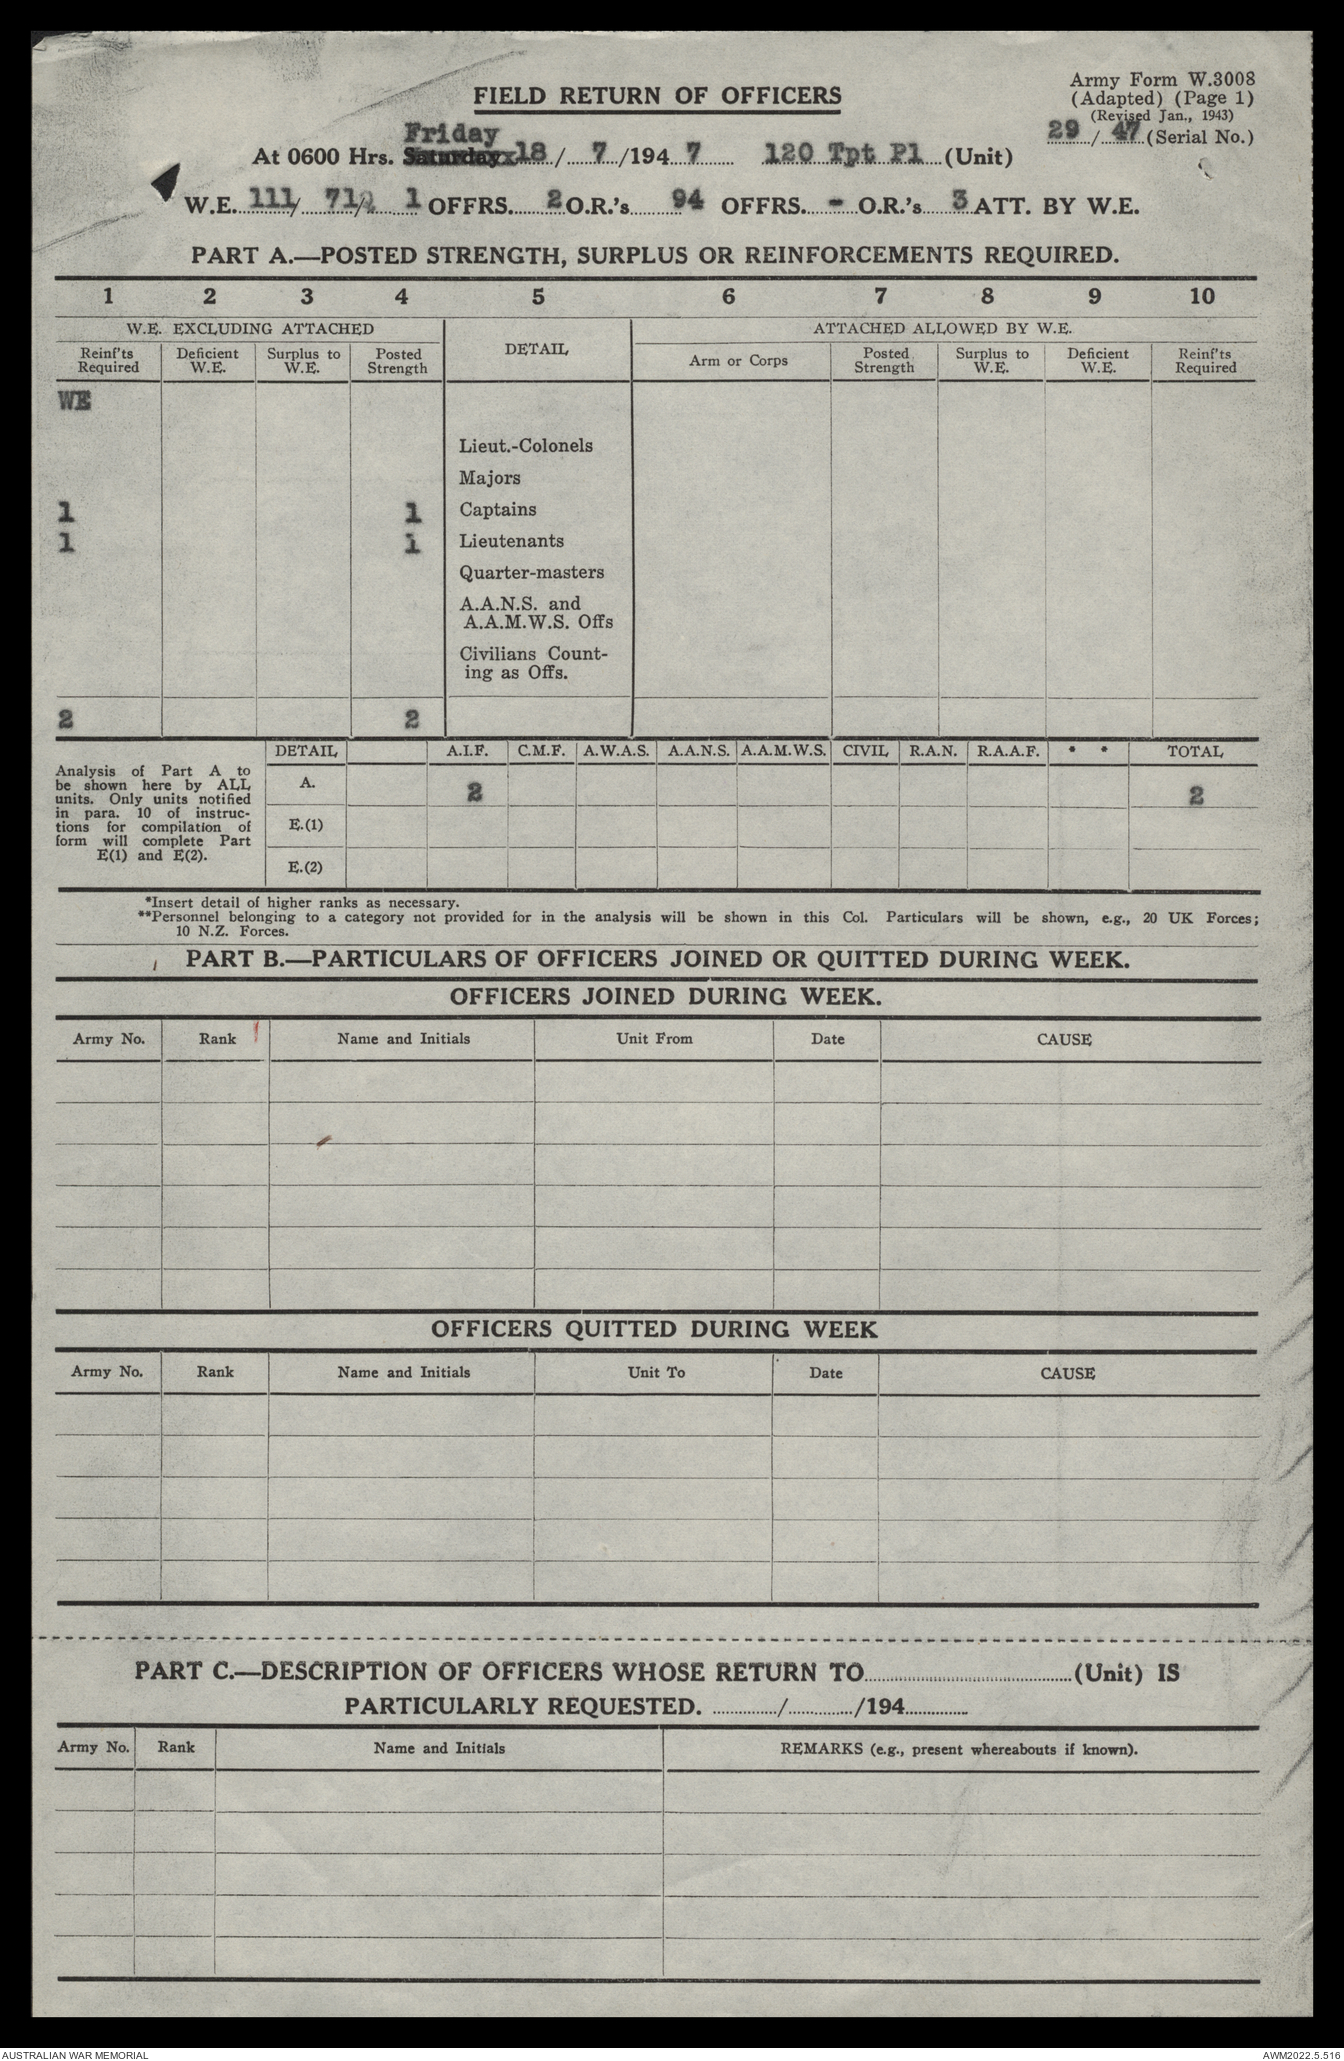 Army Form W.3008
FIELD RETURN OF OFFICERS
(Adapted) (Page 1)
(Revised Jan., 1943)
29 / 47 (Serial No.)
Friday
At 0600 Hrs. Saturday x 18 / 7 /194 7 120 Tpt Pl (Unit)
W.E. 111/ 71/ 1 OFFRS. 2 O.R.'s 94 OFFRS. - O.R.'s 3 ATT. BY W.E.
PART A.—POSTED STRENGTH, SURPLUS OR REINFORCEMENTS REQUIRED.
1 2 3 4 5 6 7 8 9 10
W.E. EXCLUDING ATTACHED DETAIL ATTACHED ALLOWED BY W.E.
Reinf'ts Required Deficient W.E. Surplus to W.E. Posted Strength Arm or Corps Posted Strength Surplus to W.E. Deficient W.E. Reinf'ts Required
WE
Lieut.-Colonels
Majors
1 1 Captains
1 1 Lieutenants
Quarter-masters
A.A.N.S. and
A.A.M.W.S. Offs
Civilians Count-
ing as Offs.
2 2
DETAIL A.I.F. C.M.F. A.W.A.S. A.A.N.S. A.A.M.W.S. CIVIL R.A.N. R.A.A.F. * * TOTAL
Analysis of Part A to
be shown here by ALL
units. Only units notified
in para. 10 of instruc-
tions for compilation of
form will complete Part
E(1) and E(2).
A. 2 2
E.(1)
E.(2)
*Insert detail of higher ranks as necessary.
**Personnel belonging to a category not provided for in the analysis will be shown in this Col. Particulars will be shown, e.g., 20 UK Forces;
10 N.Z. Forces.
PART B.—PARTICULARS OF OFFICERS JOINED OR QUITTED DURING WEEK.
OFFICERS JOINED DURING WEEK.
Army No. Rank Name and Initials Unit From Date CAUSE
OFFICERS QUITTED DURING WEEK
Army No. Rank Name and Initials Unit To Date CAUSE
PART C.—DESCRIPTION OF OFFICERS WHOSE RETURN TO (Unit) IS
PARTICULARLY REQUESTED. / /194
Army No. Rank Name and Initials REMARKS (e.g., present whereabouts if known).
AUSTRALIAN WAR MEMORIAL AWM2022.5.516